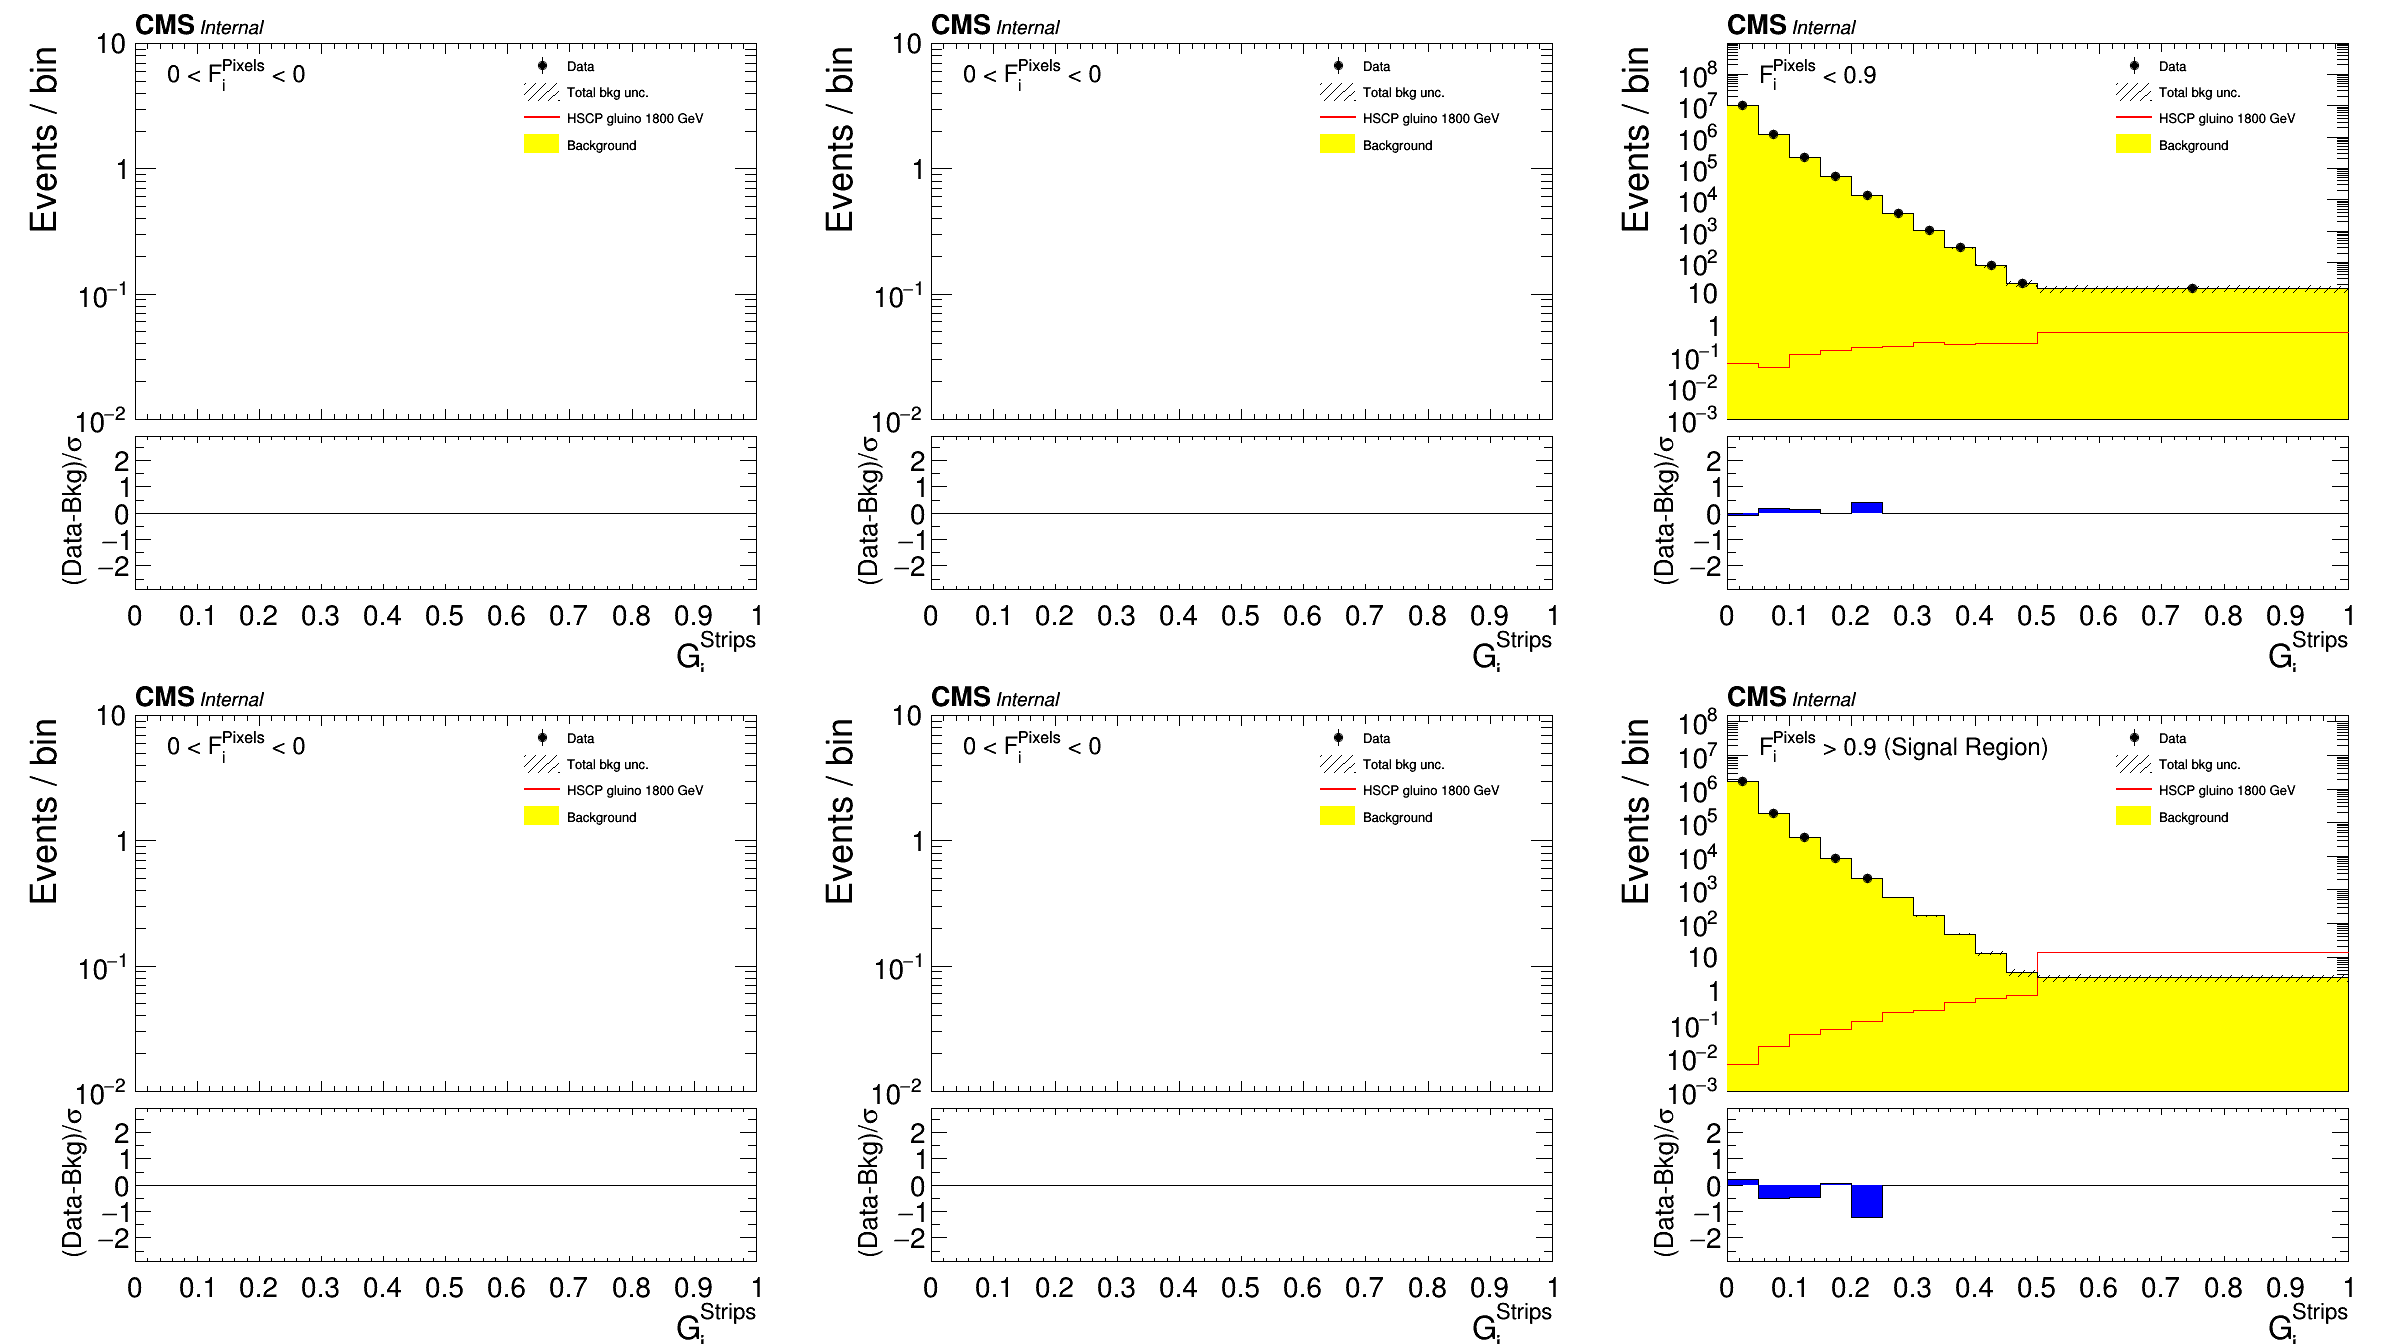 CMS Internal
Events / bin
0 < F_i^Pixels < 0
Data
Total bkg unc.
HSCP gluino 1800 GeV
Background
10
1
10^−1
10^−2
(Data-Bkg)/σ
2
1
0
−1
−2
0 0.1 0.2 0.3 0.4 0.5 0.6 0.7 0.8 0.9 1
G_i^Strips
CMS Internal
Events / bin
0 < F_i^Pixels < 0
Data
Total bkg unc.
HSCP gluino 1800 GeV
Background
10
1
10^−1
10^−2
(Data-Bkg)/σ
2
1
0
−1
−2
0 0.1 0.2 0.3 0.4 0.5 0.6 0.7 0.8 0.9 1
G_i^Strips
CMS Internal
Events / bin
F_i^Pixels < 0.9
Data
Total bkg unc.
HSCP gluino 1800 GeV
Background
10^8
10^7
10^6
10^5
10^4
10^3
10^2
10
1
10^−1
10^−2
10^−3
(Data-Bkg)/σ
2
1
0
−1
−2
0 0.1 0.2 0.3 0.4 0.5 0.6 0.7 0.8 0.9 1
G_i^Strips
CMS Internal
Events / bin
0 < F_i^Pixels < 0
Data
Total bkg unc.
HSCP gluino 1800 GeV
Background
10
1
10^−1
10^−2
(Data-Bkg)/σ
2
1
0
−1
−2
0 0.1 0.2 0.3 0.4 0.5 0.6 0.7 0.8 0.9 1
G_i^Strips
CMS Internal
Events / bin
0 < F_i^Pixels < 0
Data
Total bkg unc.
HSCP gluino 1800 GeV
Background
10
1
10^−1
10^−2
(Data-Bkg)/σ
2
1
0
−1
−2
0 0.1 0.2 0.3 0.4 0.5 0.6 0.7 0.8 0.9 1
G_i^Strips
CMS Internal
Events / bin
F_i^Pixels > 0.9 (Signal Region)
Data
Total bkg unc.
HSCP gluino 1800 GeV
Background
10^8
10^7
10^6
10^5
10^4
10^3
10^2
10
1
10^−1
10^−2
10^−3
(Data-Bkg)/σ
2
1
0
−1
−2
0 0.1 0.2 0.3 0.4 0.5 0.6 0.7 0.8 0.9 1
G_i^Strips